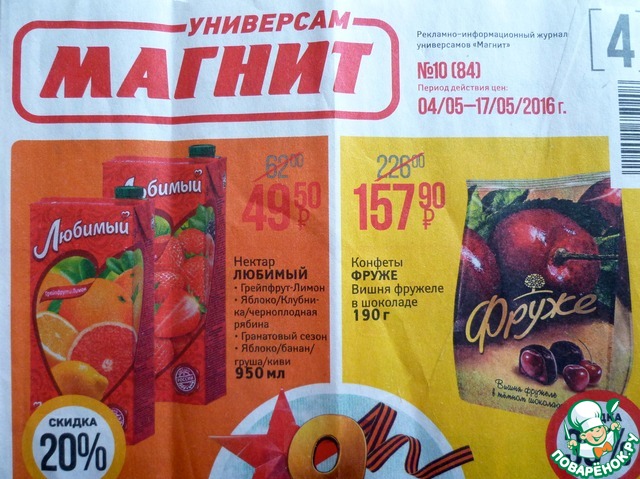 УНИВЕРСАМ
МАГНИТ
Рекламно-информационный журнал
универсамов «Магнит»
№10 (84)
Период действия цен:
04/05—17/05/2016 г.
4
62 00
49 50 ₽
226 00
157 90 ₽
Любимый
Любимый
Грейпфрут-Лимон
Нектар
ЛЮБИМЫЙ
• Грейпфрут-Лимон
• Яблоко/Клубни-
ка/черноплодная
рябина
• Гранатовый сезон
• Яблоко/банан/
груша/киви
950 мл
Конфеты
ФРУЖЕ
Вишня фружеле
в шоколаде
190 г
Фруже
Вишня фружеле
в тёмном шоколаде
СКИДКА
20%
9
ПОВАРЁНОК.РУ